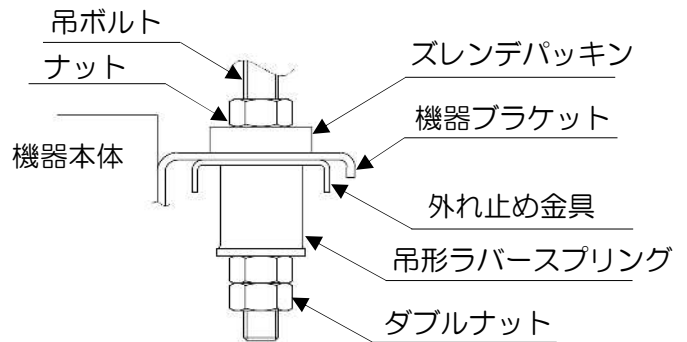 吊ボルト
ズレンデパッキン
ナット
機器ブラケット
機器本体
外れ止め金具
吊形ラバースプリング
ダブルナット